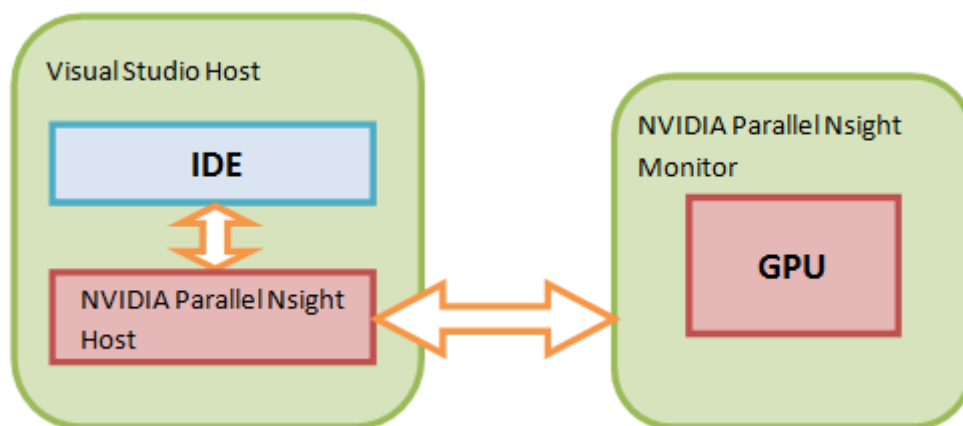 Visual Studio Host
IDE
NVIDIA Parallel Nsight
Host
NVIDIA Parallel Nsight
Monitor
GPU